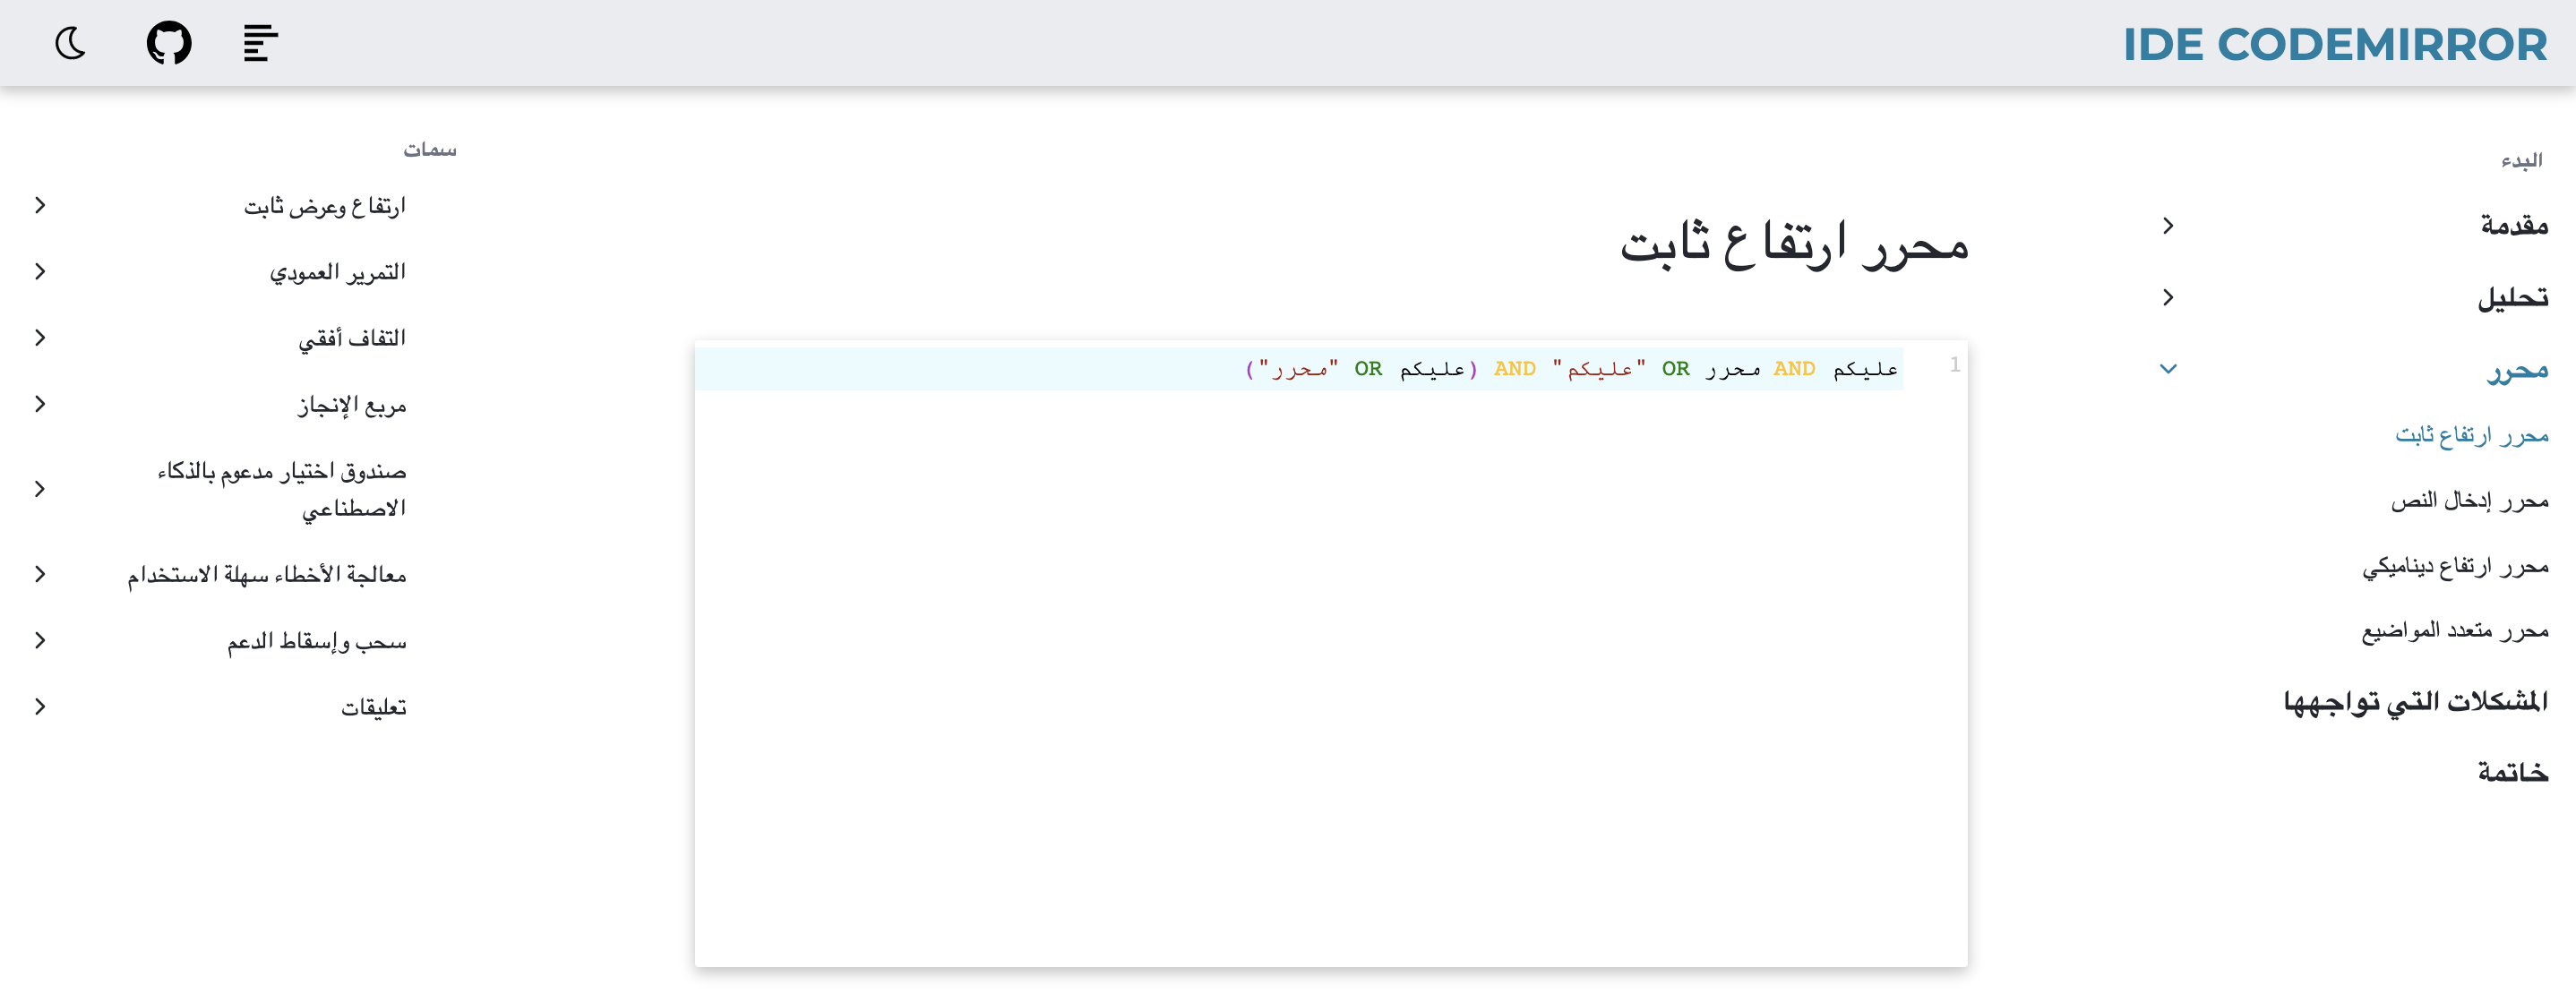 IDE CODEMIRROR
البدء
مقدمة
تحليل
محرر
محرر ارتفاع ثابت
محرر إدخال النص
محرر ارتفاع ديناميكي
محرر متعدد المواضيع
المشكلات التي تواجهها
خاتمة
محرر ارتفاع ثابت
1
عليكم AND محرر OR "عليكم" AND (عليكم OR "محرر")
سمات
ارتفاع وعرض ثابت
التمرير العمودي
التفاف أفقي
مربع الإنجاز
صندوق اختيار مدعوم بالذكاء
الاصطناعي
معالجة الأخطاء سهلة الاستخدام
سحب وإسقاط الدعم
تعليقات